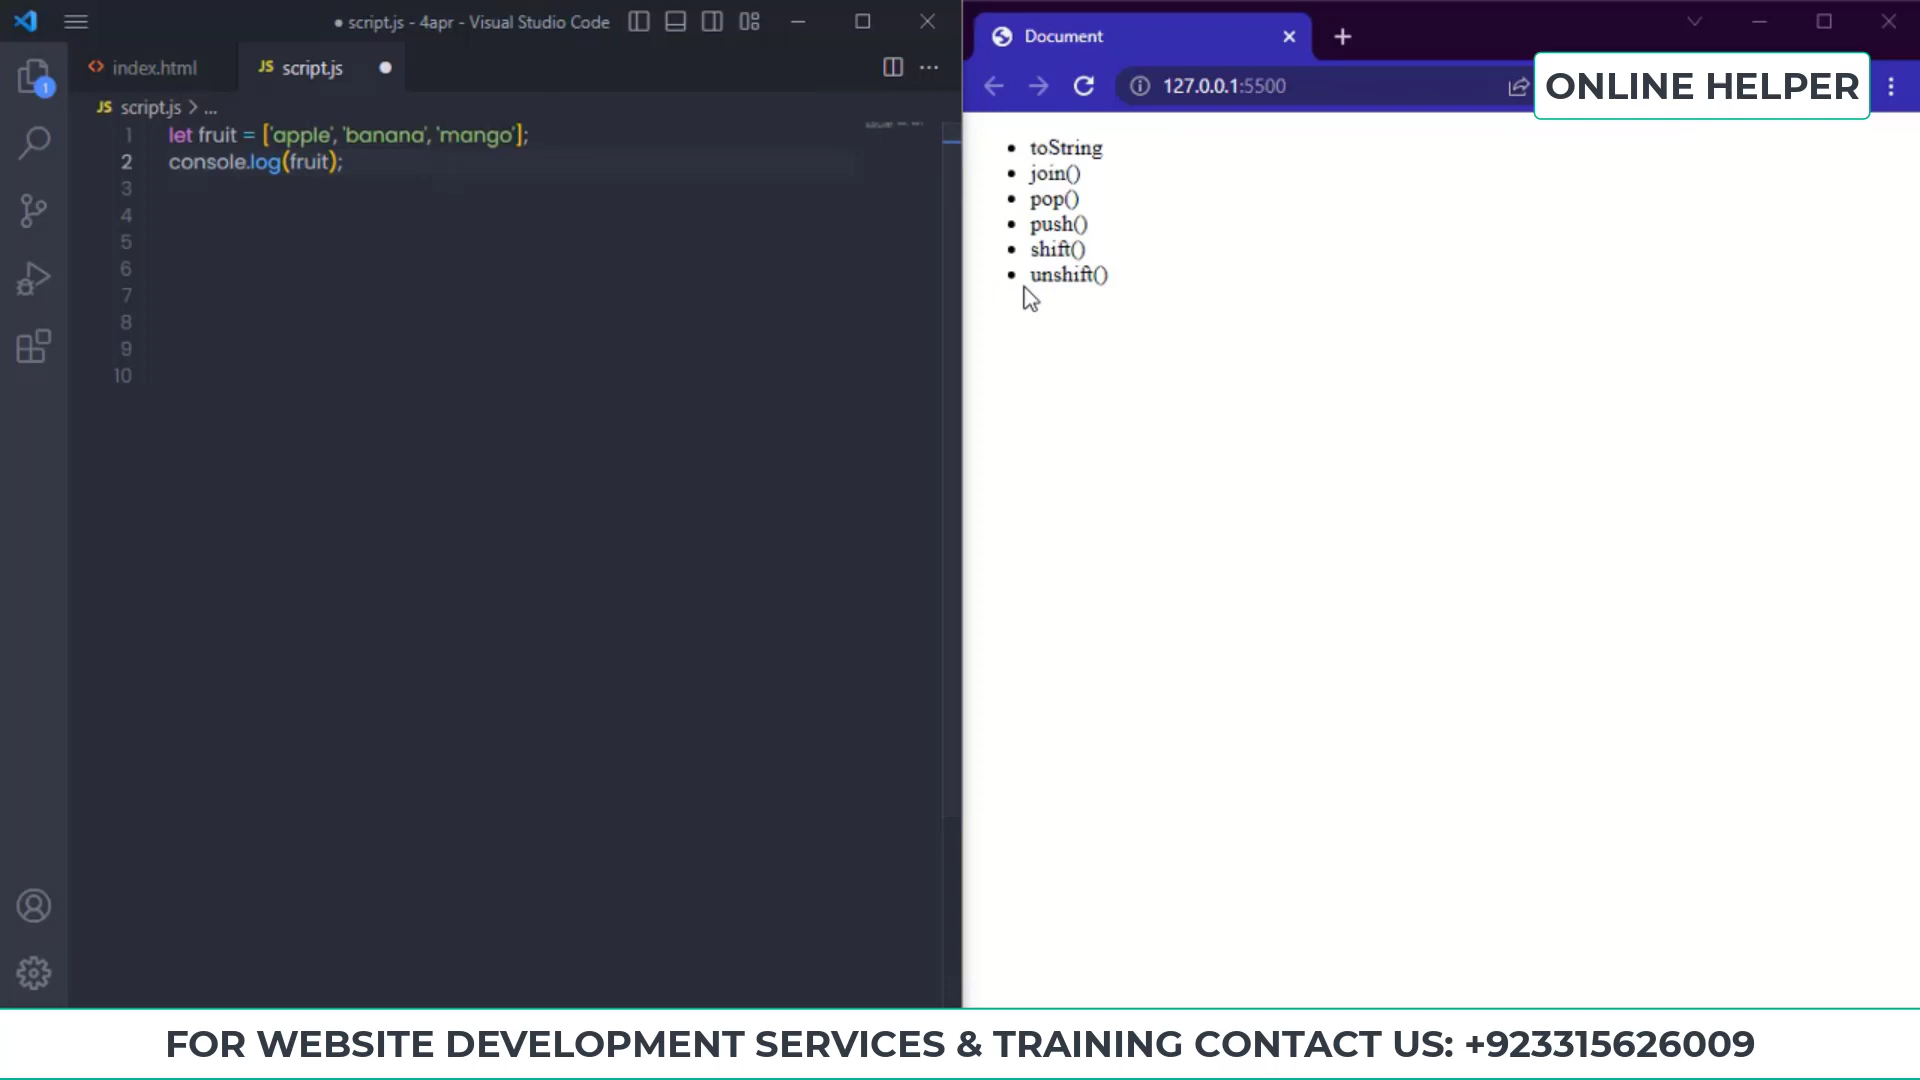 ● script.js - 4apr - Visual Studio Code
index.html
JS script.js ●
JS script.js > ...
1 let fruit = ['apple', 'banana', 'mango'];
2 console.log(fruit);
3
4
5
6
7
8
9
10
1
Document
127.0.0.1:5500
ONLINE HELPER
• toString
• join()
• pop()
• push()
• shift()
• unshift()
FOR WEBSITE DEVELOPMENT SERVICES & TRAINING CONTACT US: +923315626009